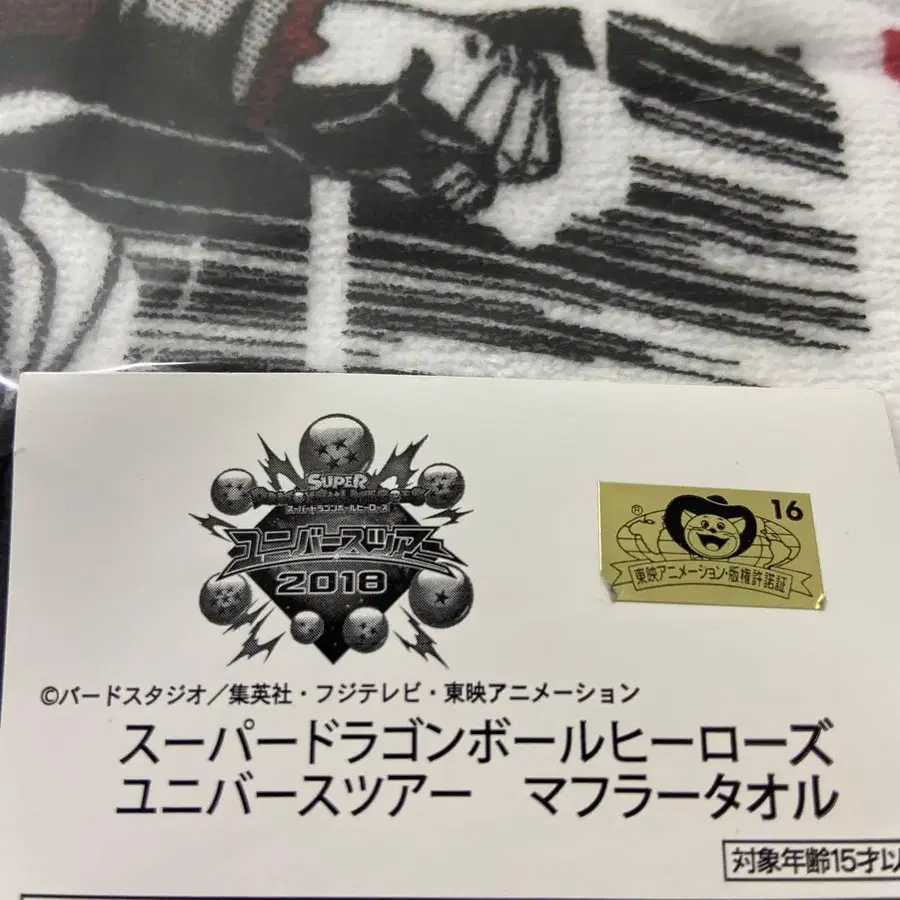 SUPER
スーパードラゴンボールヒーローズ
ユニバースツアー
2018
® 16
東映アニメーション・版権許諾証
©バードスタジオ／集英社・フジテレビ・東映アニメーション
スーパードラゴンボールヒーローズ
ユニバースツアー　マフラータオル
対象年齢15才以